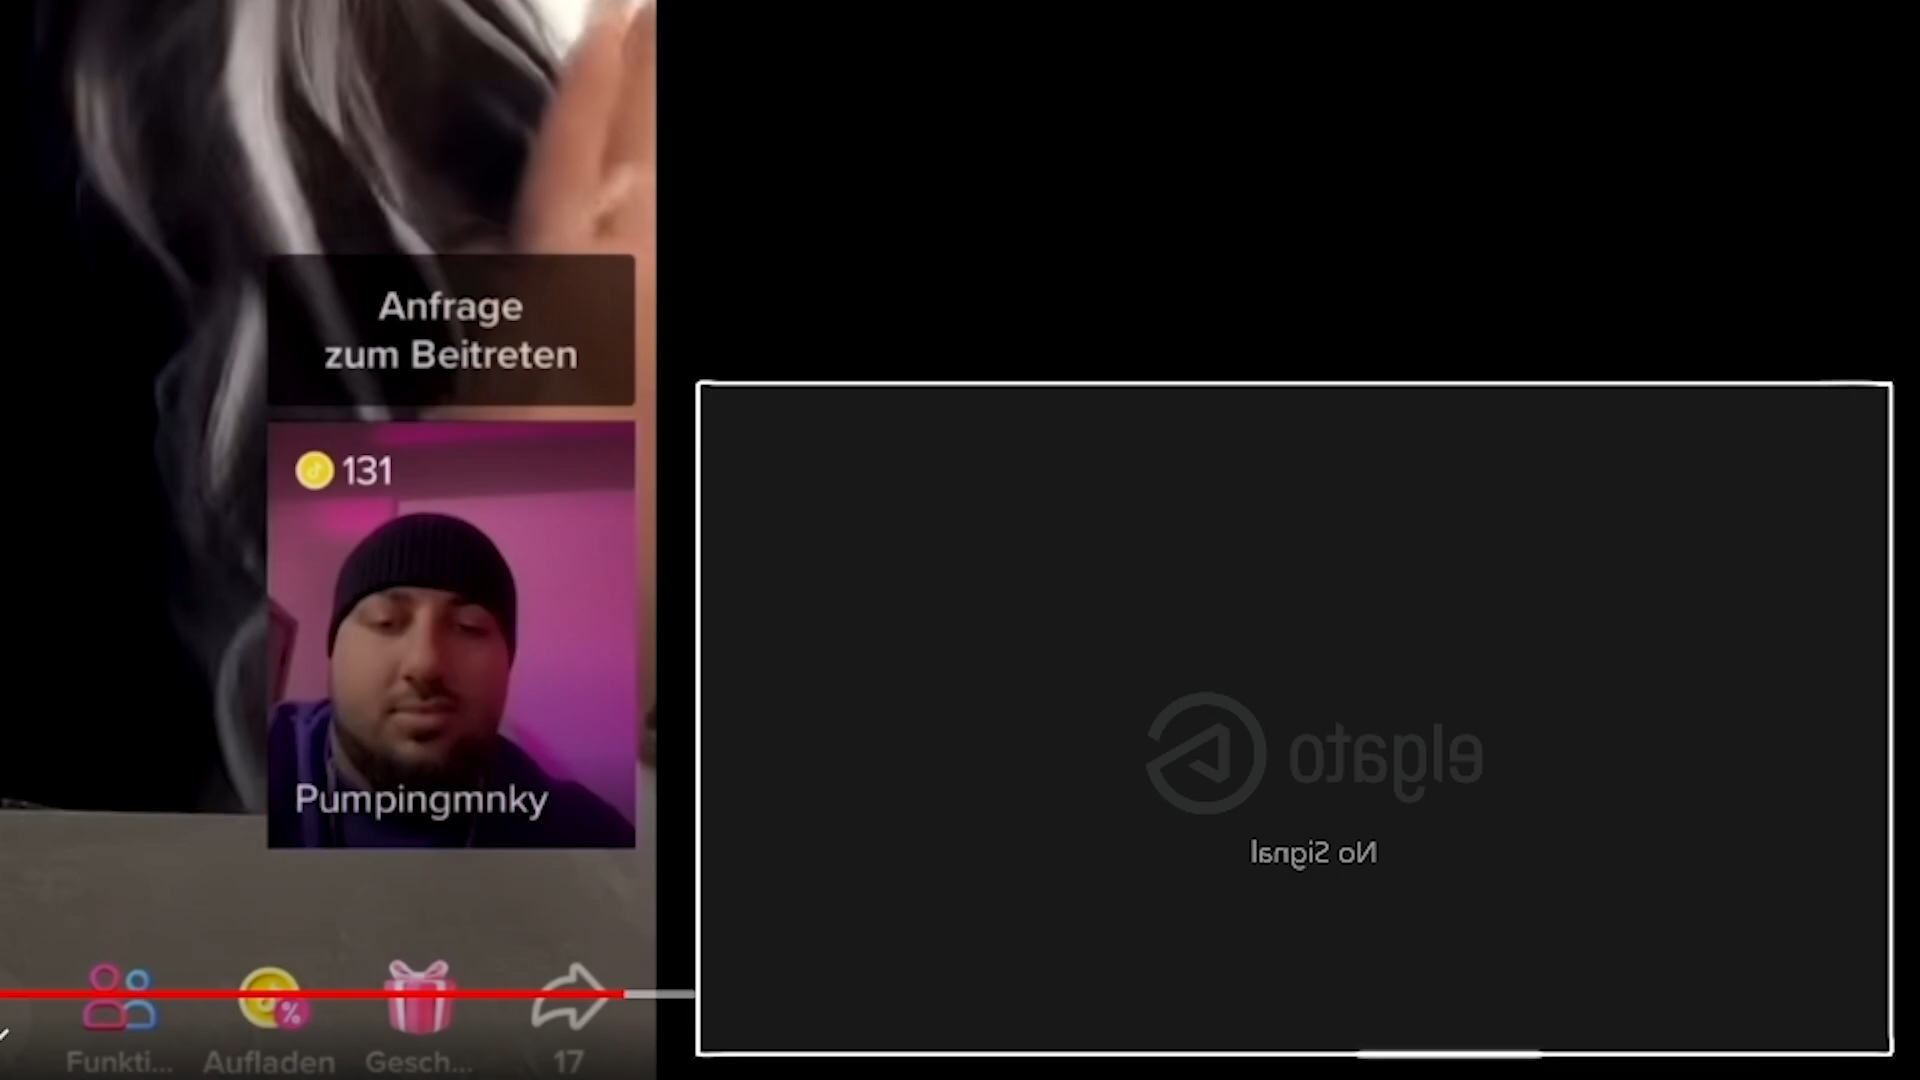 Anfrage
zum Beitreten
131
Pumpingmnky
elgato
No Signal
Funkti...
Aufladen
Gesch...
17